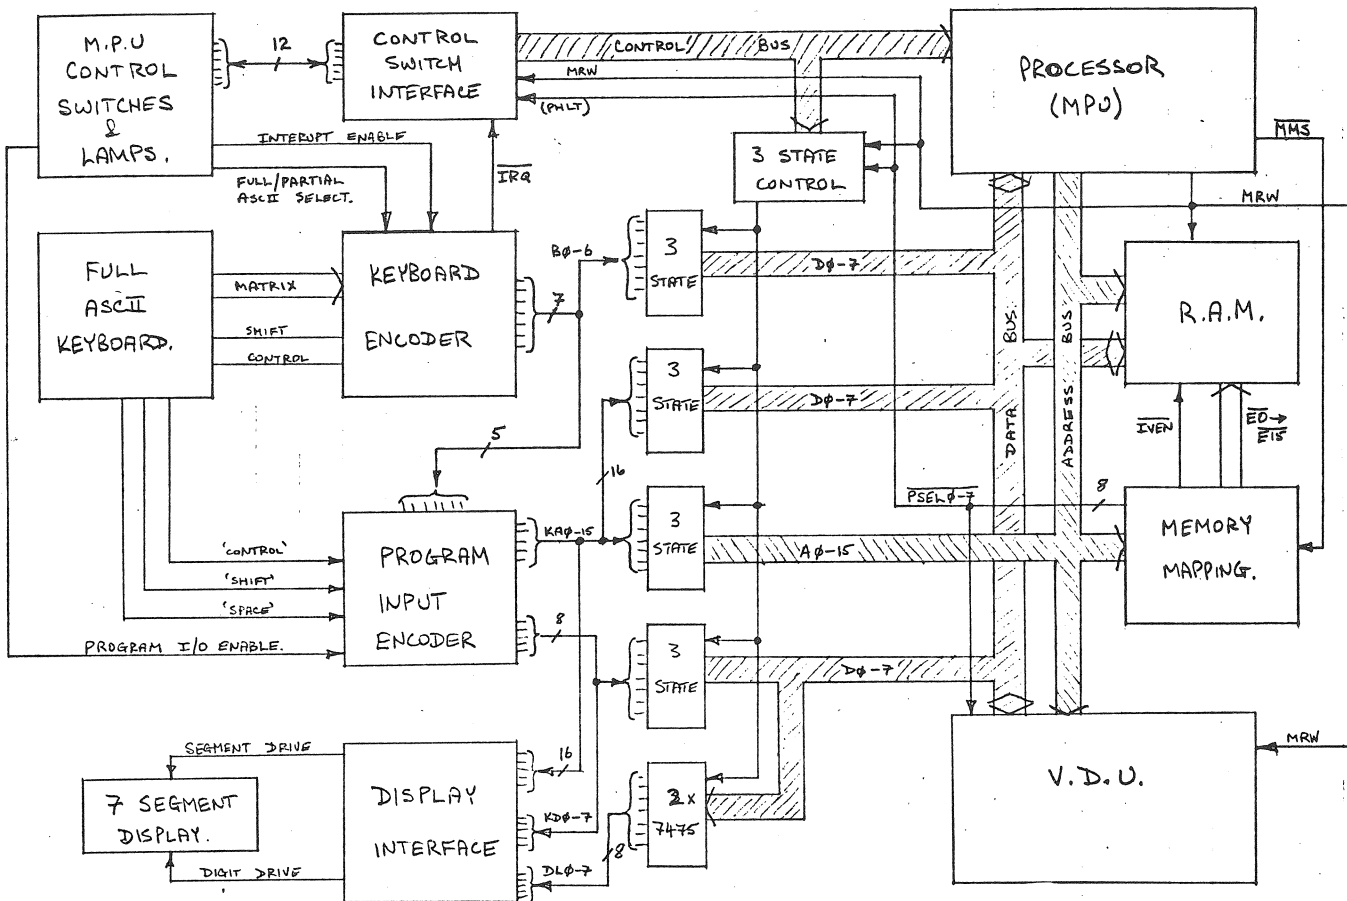 M.P.U
CONTROL
SWITCHES
&
LAMPS.
12
CONTROL
SWITCH
INTERFACE
'CONTROL' BUS
MRW
(PHLT)
PROCESSOR
(MPU)
MMS
3 STATE
CONTROL
INTERUPT ENABLE
FULL/PARTIAL
ASCII SELECT.
IRQ
MRW
FULL
ASCII
KEYBOARD.
MATRIX
SHIFT
CONTROL
KEYBOARD
ENCODER
7
BØ-6
3
STATE
DØ-7
DATA BUS.
ADDRESS BUS
R.A.M.
3
STATE
DØ-7
IVEN
EO→
E15
5
16
PSELØ-7
8
MEMORY
MAPPING.
'CONTROL'
'SHIFT'
'SPACE'
PROGRAM I/O ENABLE.
PROGRAM
INPUT
ENCODER
KAØ-15
8
3
STATE
AØ-15
3
STATE
DØ-7
SEGMENT DRIVE
7 SEGMENT
DISPLAY.
DIGIT DRIVE
DISPLAY
INTERFACE
16
KDØ-7
DLØ-7
8
2x
7475
V.D.U.
MRW